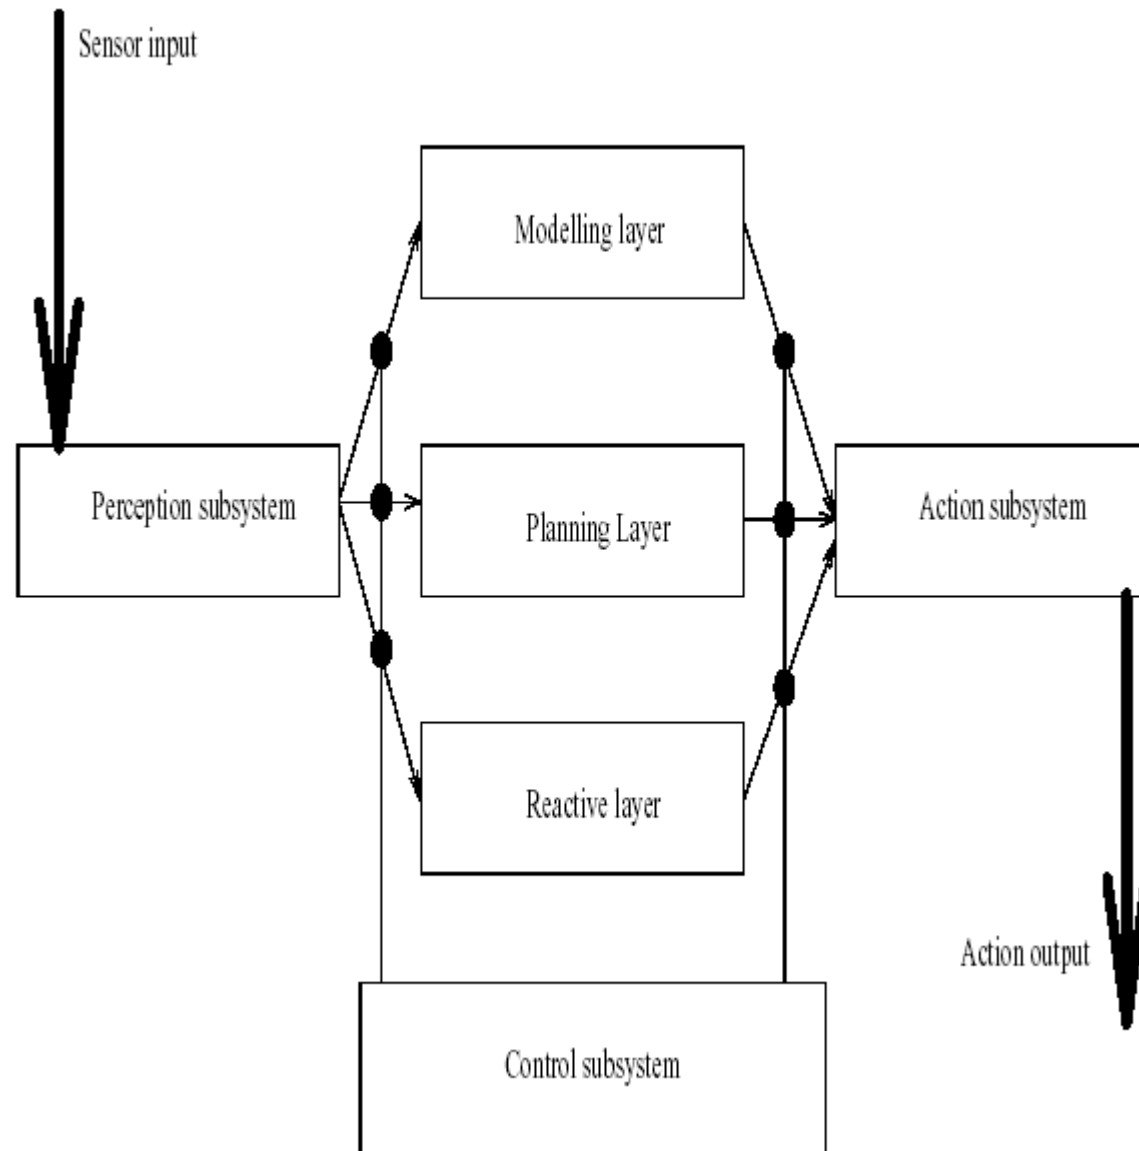 Sensor input
Modelling layer
Perception subsystem
Planning Layer
Action subsystem
Reactive layer
Action output
Control subsystem